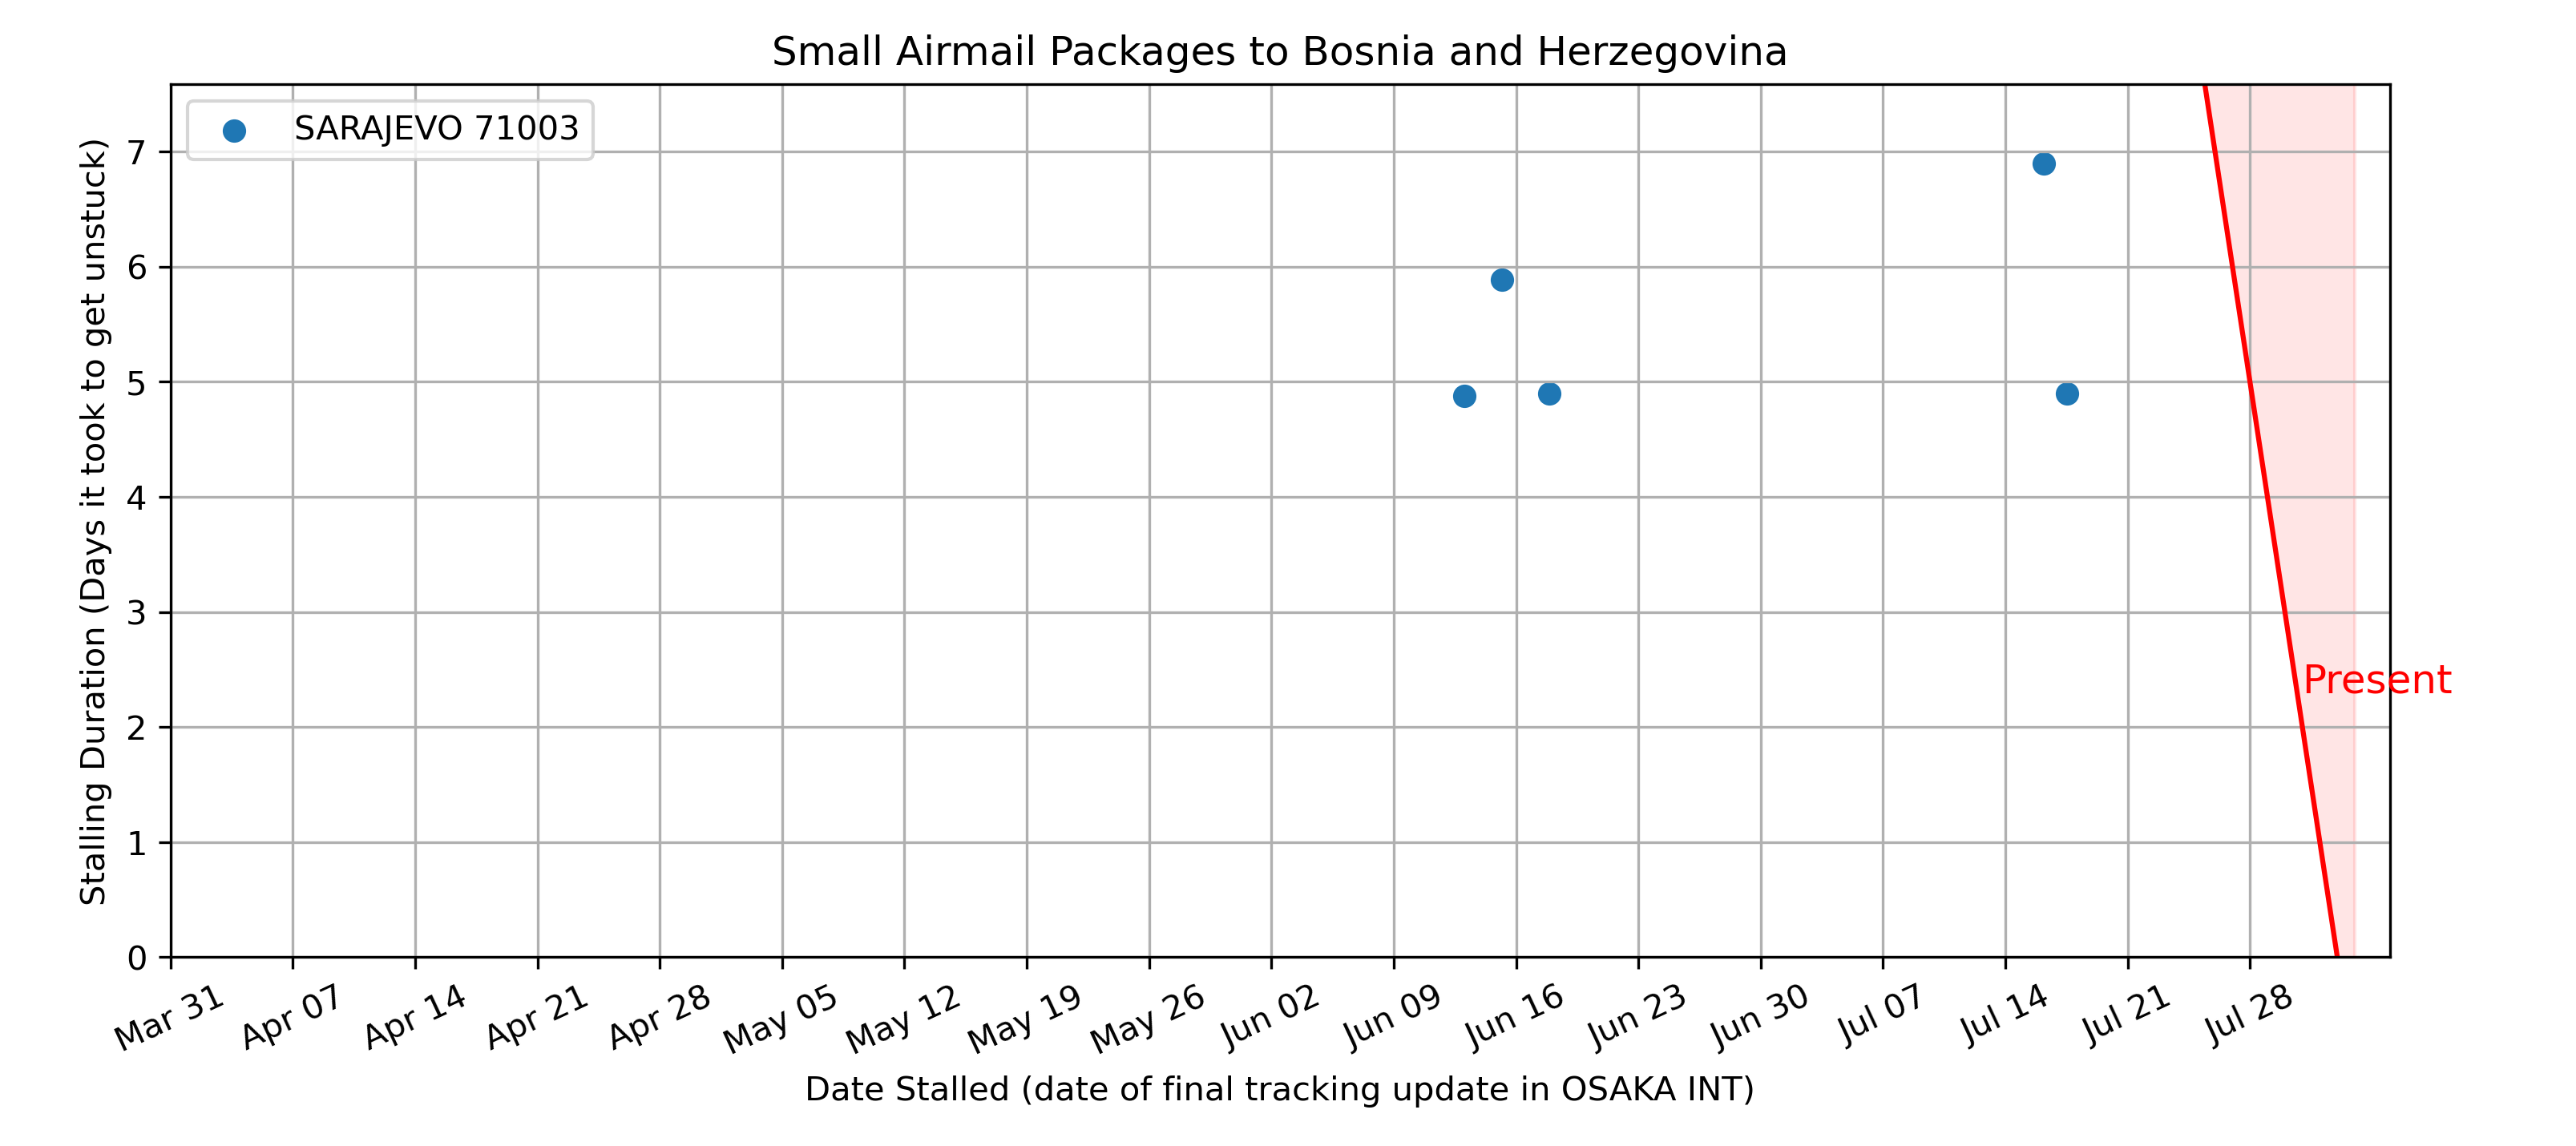 Small Airmail Packages to Bosnia and Herzegovina
SARAJEVO 71003
Stalling Duration (Days it took to get unstuck)
7
6
5
4
3
2
1
0
Present
Mar 31
Apr 07
Apr 14
Apr 21
Apr 28
May 05
May 12
May 19
May 26
Jun 02
Jun 09
Jun 16
Jun 23
Jun 30
Jul 07
Jul 14
Jul 21
Jul 28
Date Stalled (date of final tracking update in OSAKA INT)